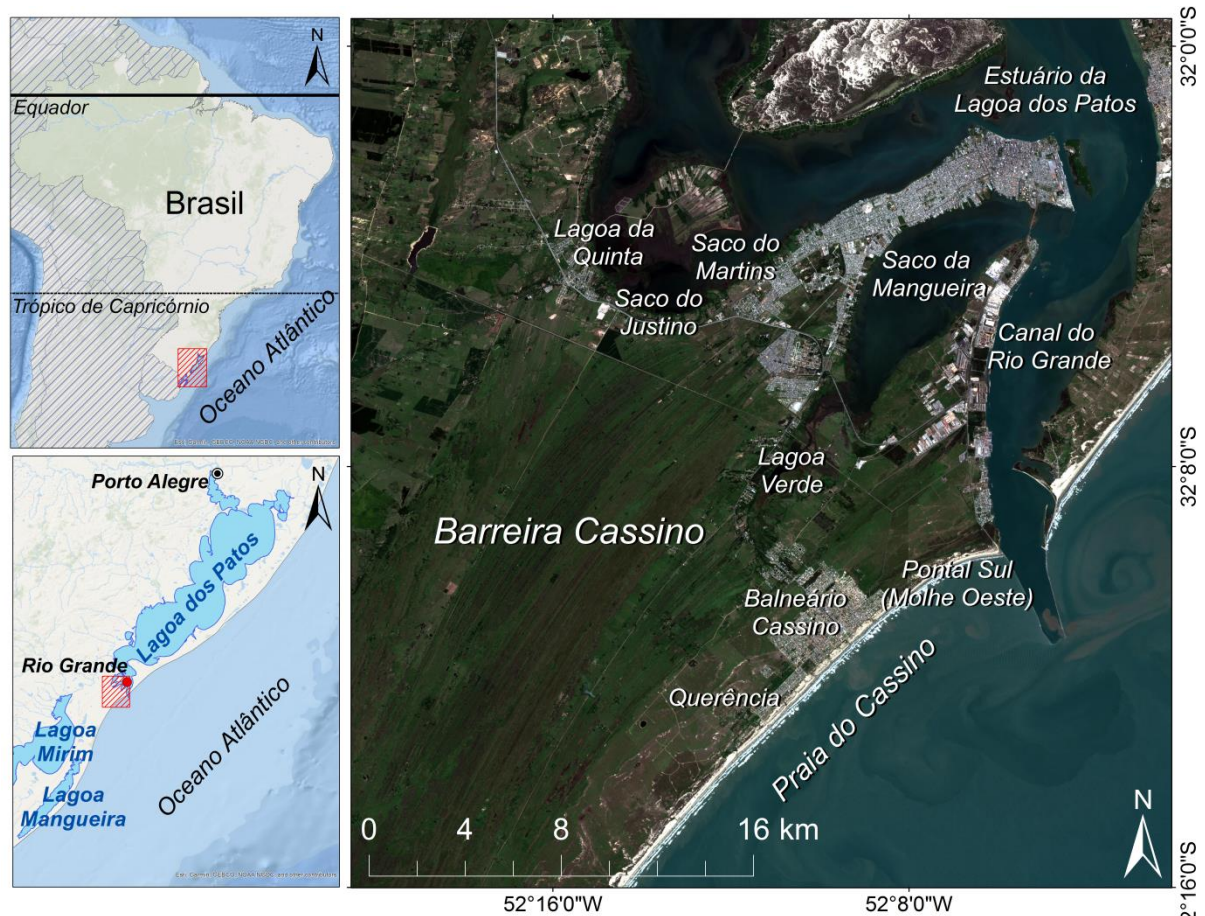 N
Equador
Brasil
Trópico de Capricórnio
Oceano Atlântico
N
Porto Alegre
Lagoa dos Patos
Rio Grande
Lagoa
Mirim
Lagoa
Mangueira
Oceano Atlântico
Estuário da
Lagoa dos Patos
Lagoa da
Quinta
Saco do
Martins
Saco da
Mangueira
Saco do
Justino
Canal do
Rio Grande
Lagoa
Verde
Barreira Cassino
Pontal Sul
(Molhe Oeste)
Balneário
Cassino
Querência
Praia do Cassino
N
0 4 8 16 km
32°0'0"S
32°8'0"S
2°16'0"S
52°16'0"W
52°8'0"W